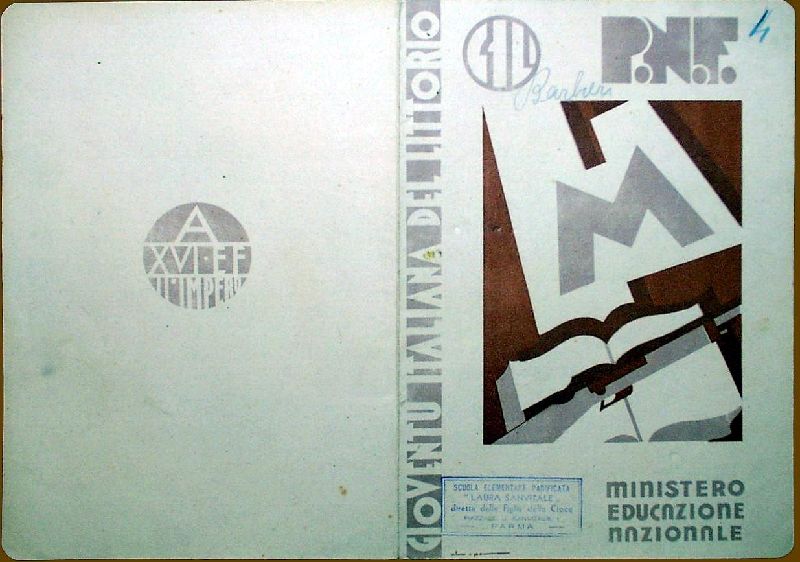 A
XVI·EF
II·IMPERO
GIOVENTÙ ITALIANA DEL LITTORIO
GIL
P.N.F.
4
Barbieri
M
SCUOLA ELEMENTARE PARIFICATA
"LAURA SANVITALE"
diretta dalle Figlie della Croce
PARMA
MINISTERO
EDUCAZIONE
NAZIONALE